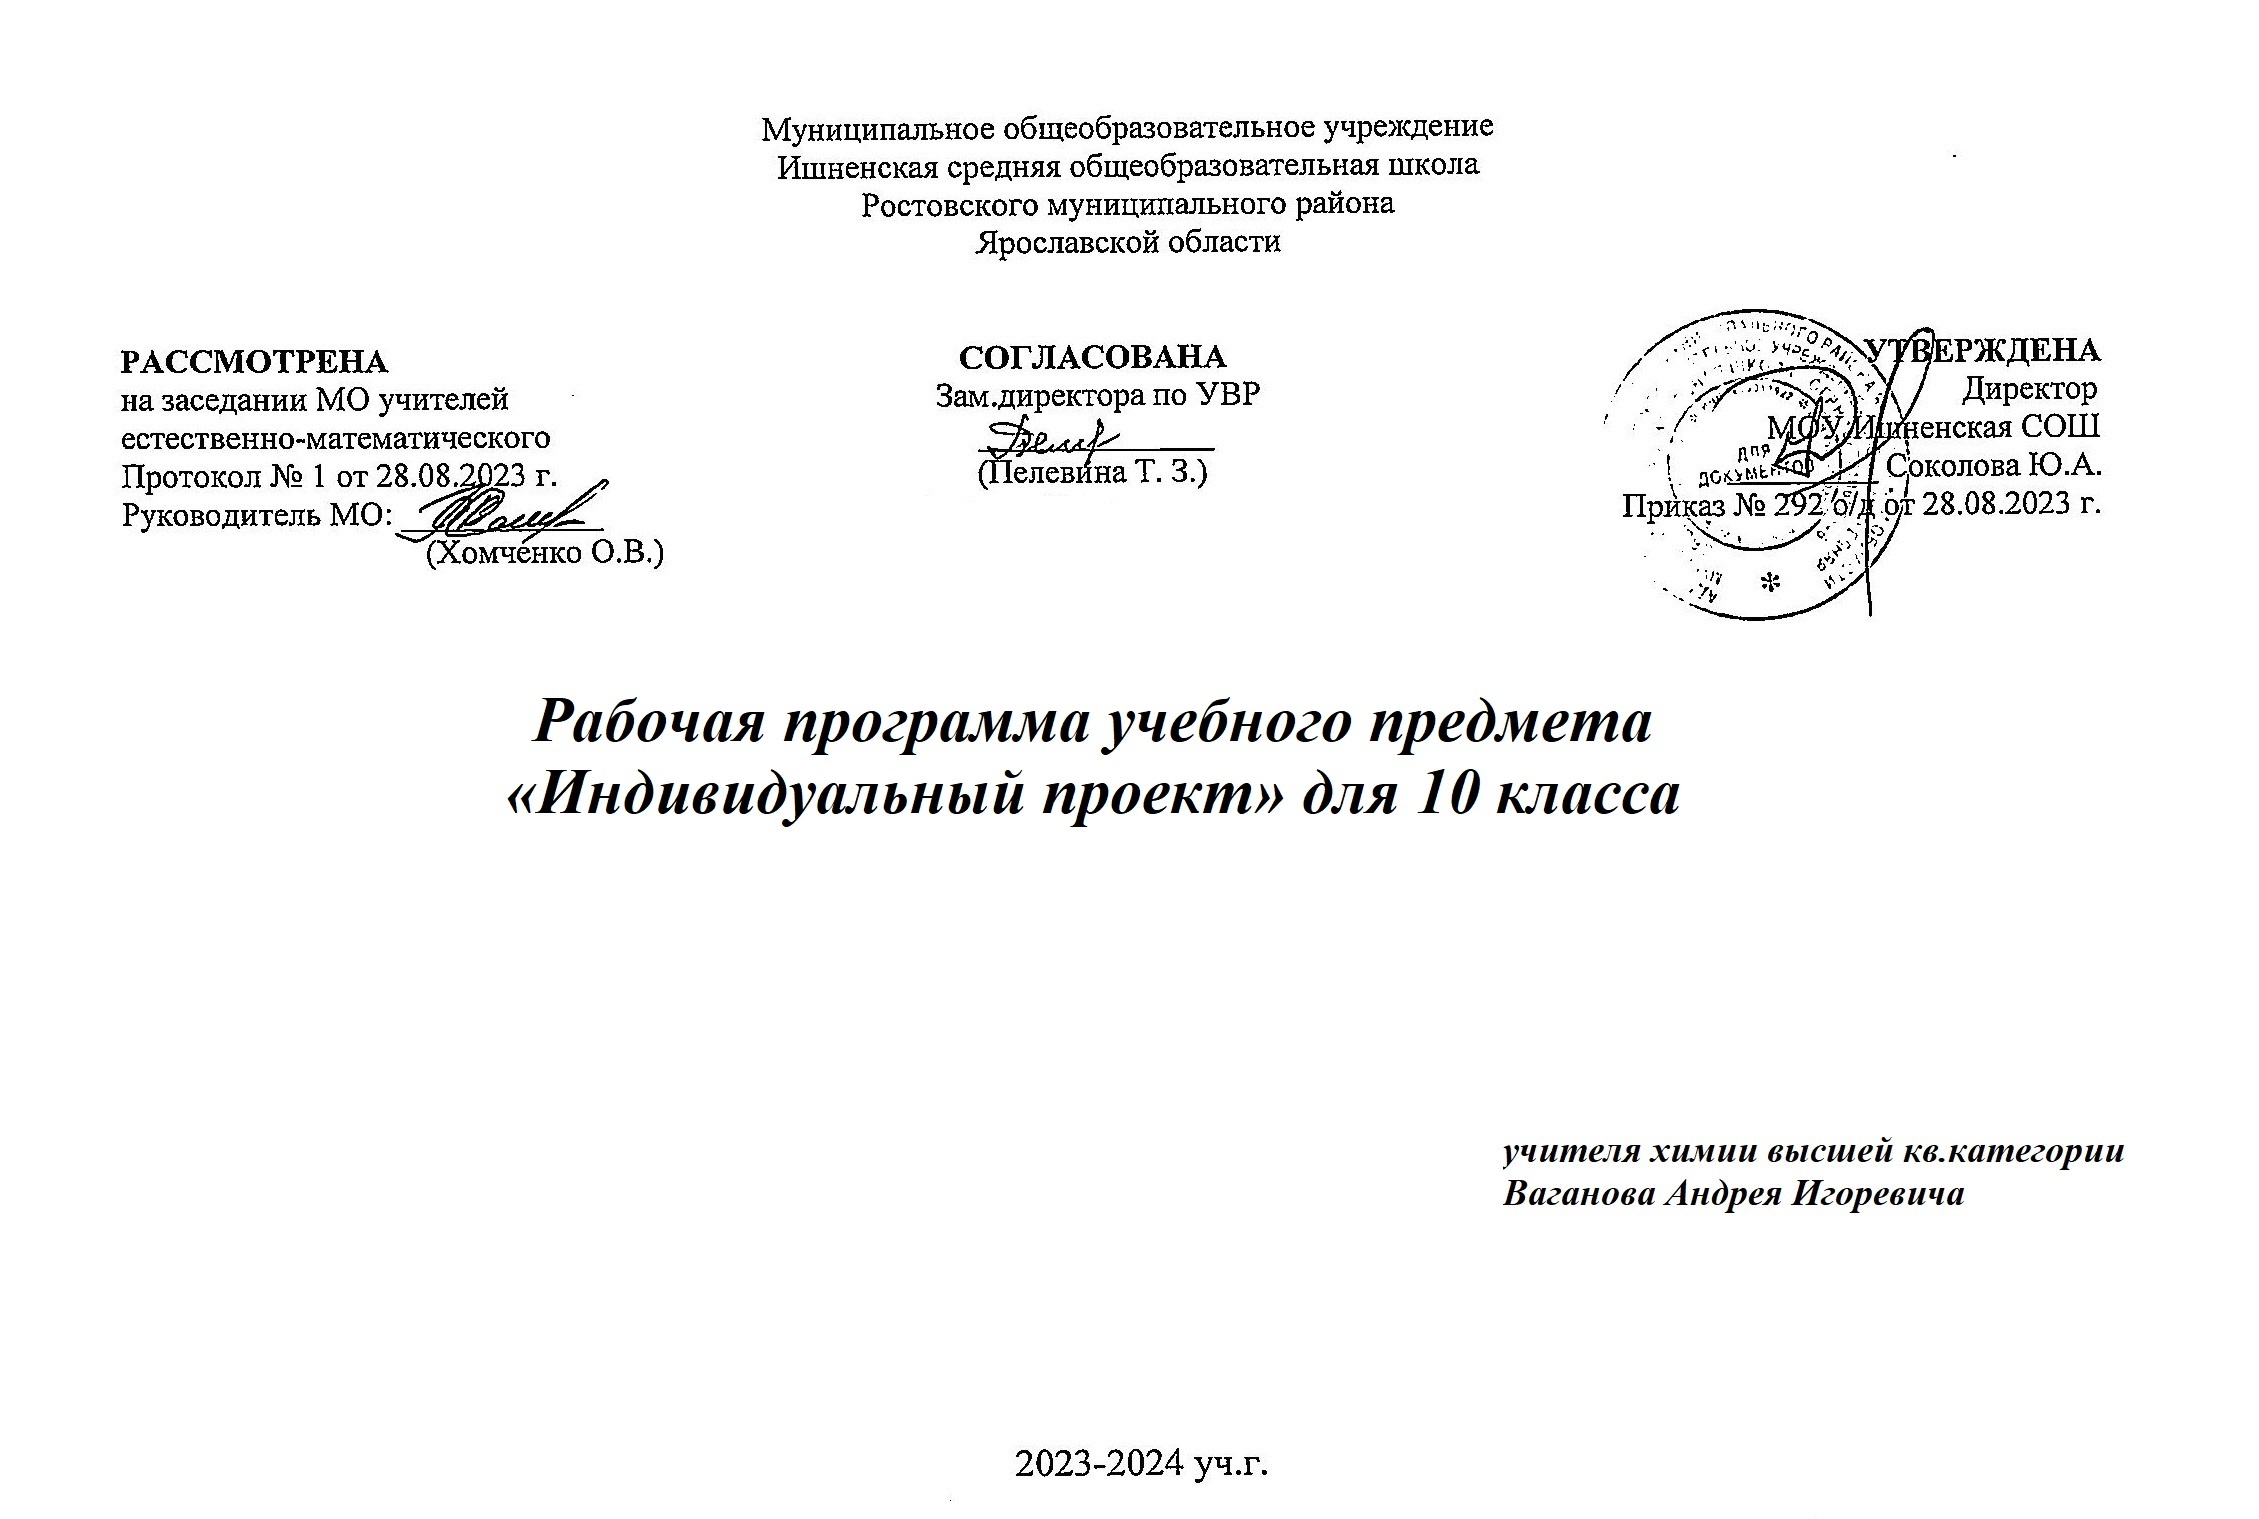 Муниципальное общеобразовательное учреждение
Ишненская средняя общеобразовательная школа
Ростовского муниципального района
Ярославской области
РАССМОТРЕНА
на заседании МО учителей
естественно-математического
Протокол № 1 от 28.08.2023 г.
Руководитель МО:
(Хомченко О.В.)
СОГЛАСОВАНА
Зам.директора по УВР
(Пелевина Т. З.)
УТВЕРЖДЕНА
Директор
МОУ Ишненская СОШ
Соколова Ю.А.
Приказ № 292 о/д от 28.08.2023 г.
ДЛЯ
ДОКУМЕНТОВ
Рабочая программа учебного предмета
«Индивидуальный проект» для 10 класса
учителя химии высшей кв.категории
Ваганова Андрея Игоревича
2023-2024 уч.г.